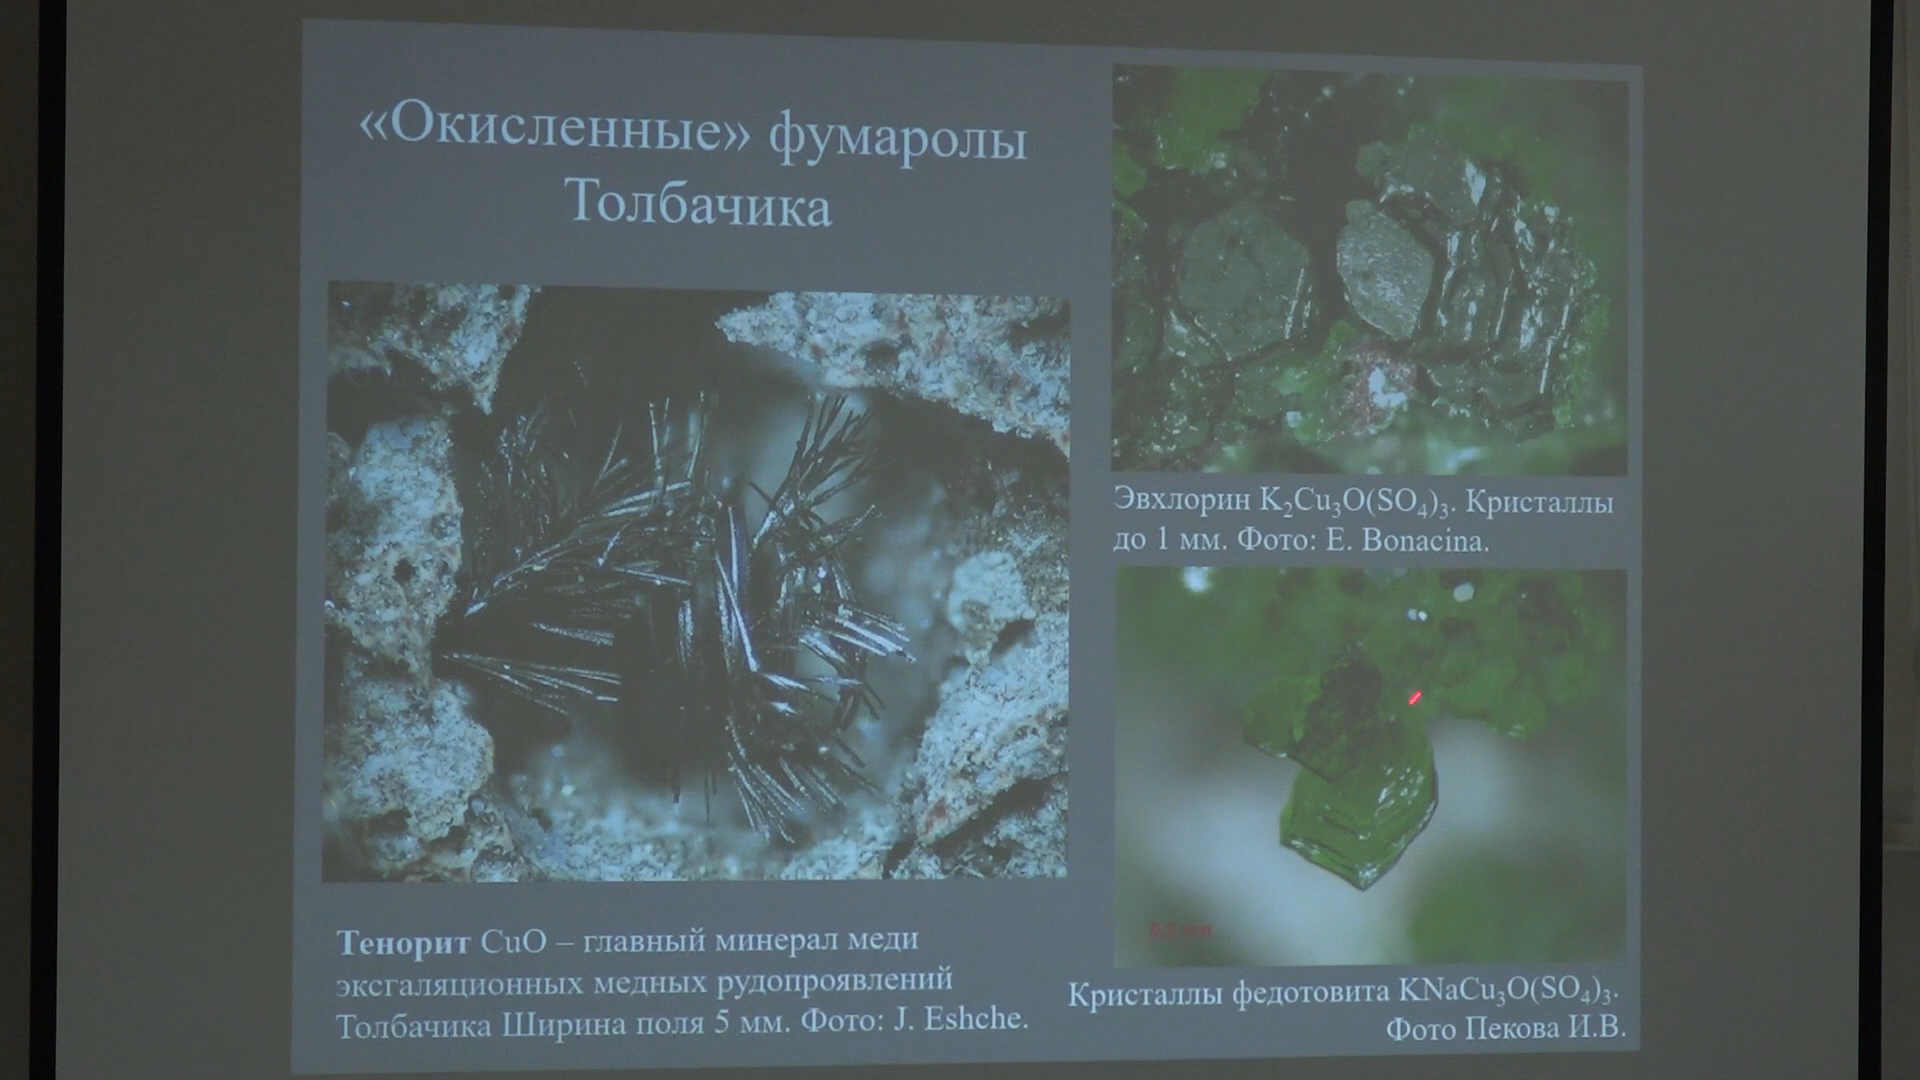 «Окисленные» фумаролы
Толбачика
Эвхлорин K₂Cu₃O(SO₄)₃. Кристаллы
до 1 мм. Фото: E. Bonacina.
Тенорит CuO – главный минерал меди
эксгаляционных медных рудопроявлений
Толбачика Ширина поля 5 мм. Фото: J. Eshche.
Кристаллы федотовита KNaCu₃O(SO₄)₃.
Фото Пекова И.В.